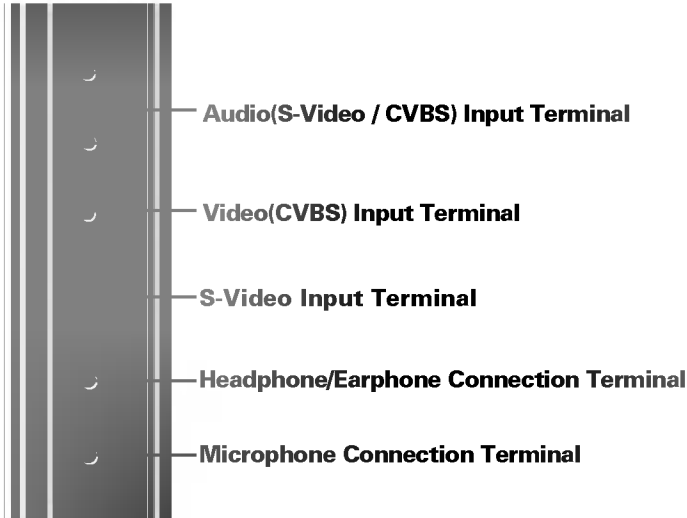 Audio(S-Video / CVBS) Input Terminal
Video(CVBS) Input Terminal
S-Video Input Terminal
Headphone/Earphone Connection Terminal
Microphone Connection Terminal